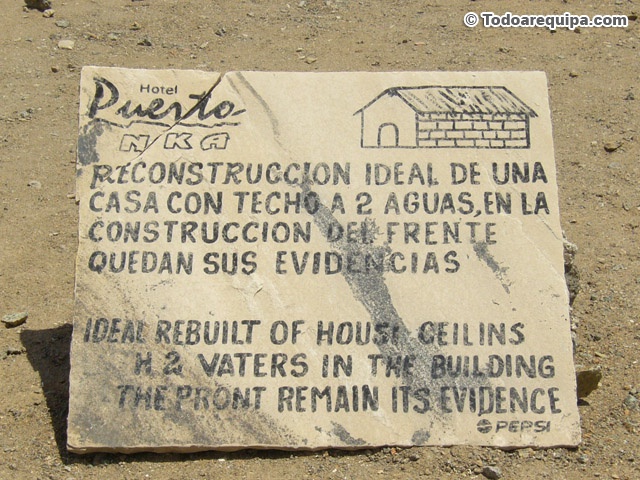 © Todoarequipa.com
Hotel
Puerto
NKA
RECONSTRUCCION IDEAL DE UNA
CASA CON TECHO A 2 AGUAS, EN LA
CONSTRUCCION DEL FRENTE
QUEDAN SUS EVIDENCIAS
IDEAL REBUILT OF HOUSE CEILINS
H 2 VATERS IN THE BUILDING
THE PRONT REMAIN ITS EVIDENCE
PEPSI